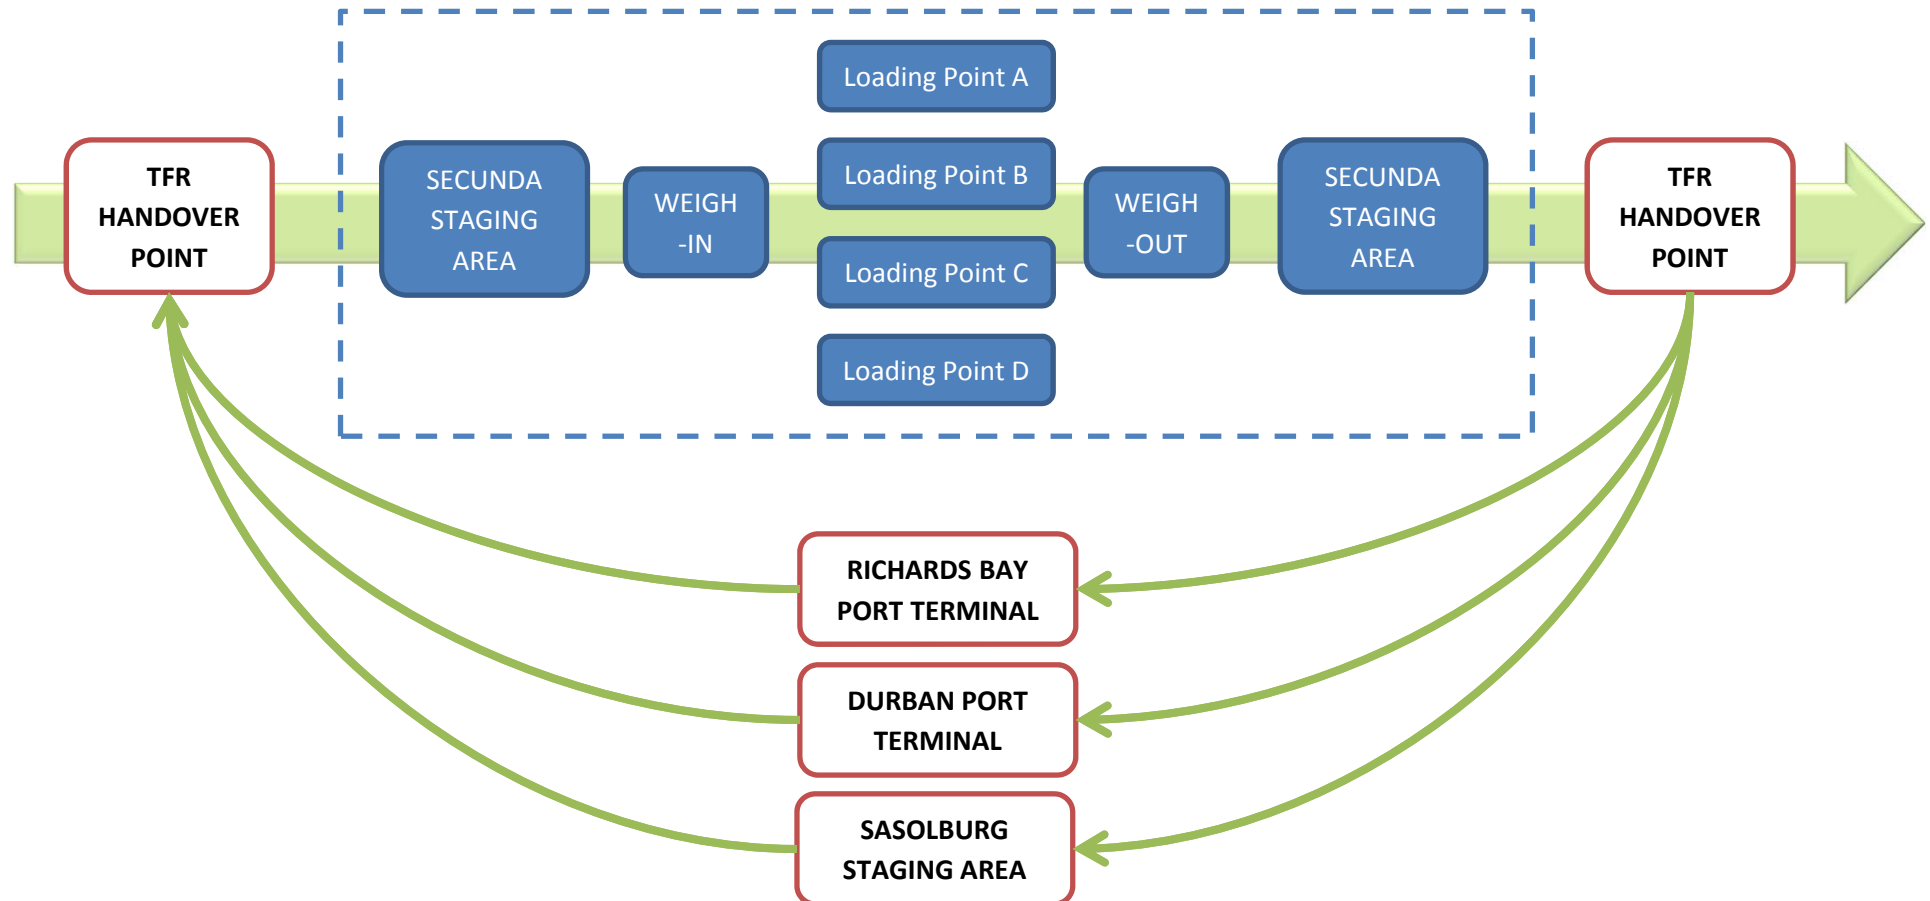 TFR
HANDOVER
POINT
SECUNDA
STAGING
AREA
WEIGH
-IN
Loading Point A
Loading Point B
Loading Point C
Loading Point D
WEIGH
-OUT
SECUNDA
STAGING
AREA
TFR
HANDOVER
POINT
RICHARDS BAY
PORT TERMINAL
DURBAN PORT
TERMINAL
SASOLBURG
STAGING AREA